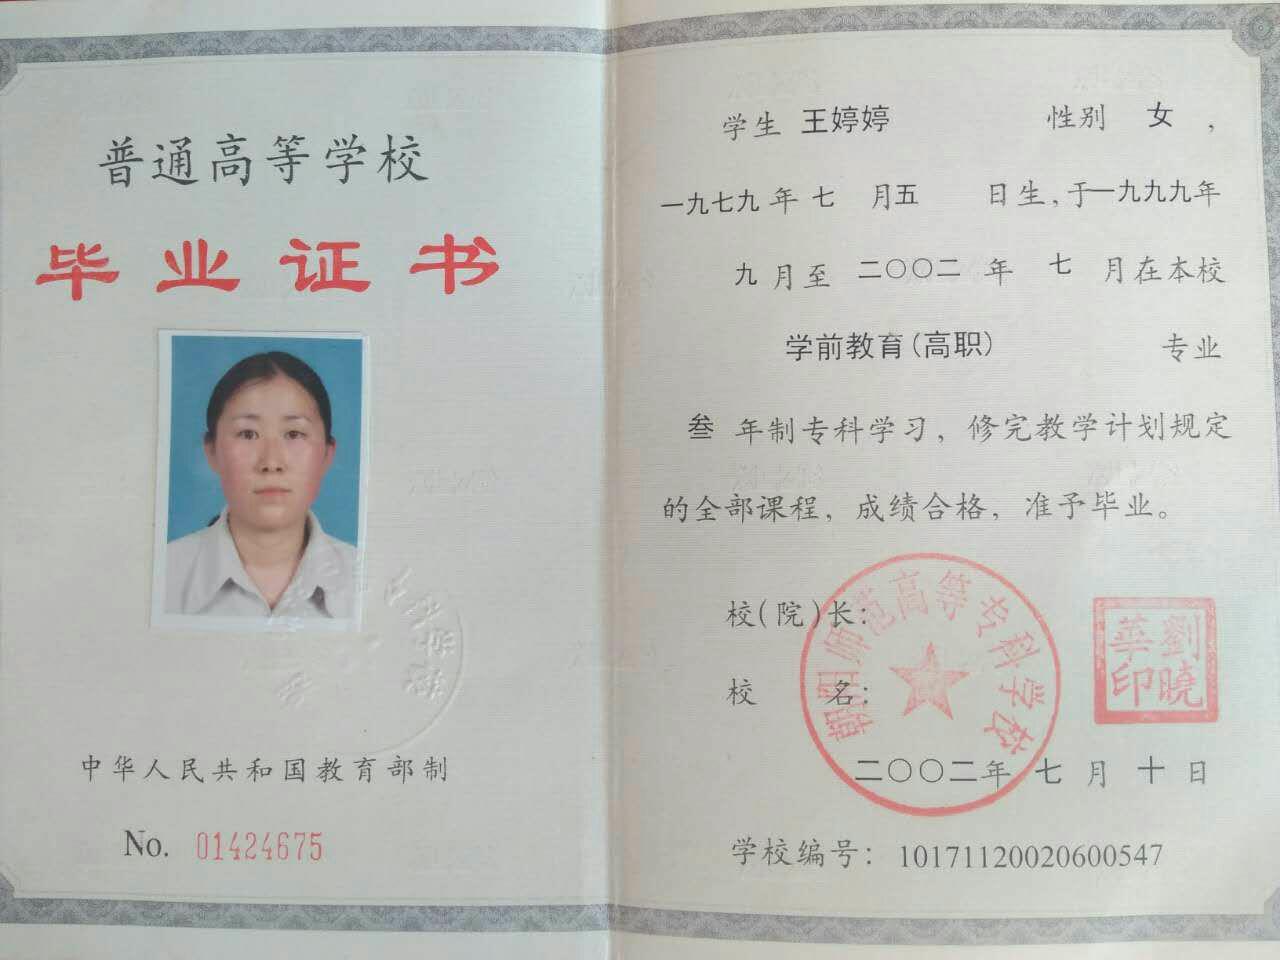 普通高等学校
毕业证书
中华人民共和国教育部制
No. 01424675
学生 王婷婷 性别 女，
一九七九年七月五日生，于一九九九年
九月至二〇〇二年七月在本校
学前教育(高职) 专业
叁年制专科学习，修完教学计划规定
的全部课程，成绩合格，准予毕业。
校(院)长：
劉曉華印
校名：
朝阳师范高等专科学校
二〇〇二年七月十日
学校编号：10171120020600547